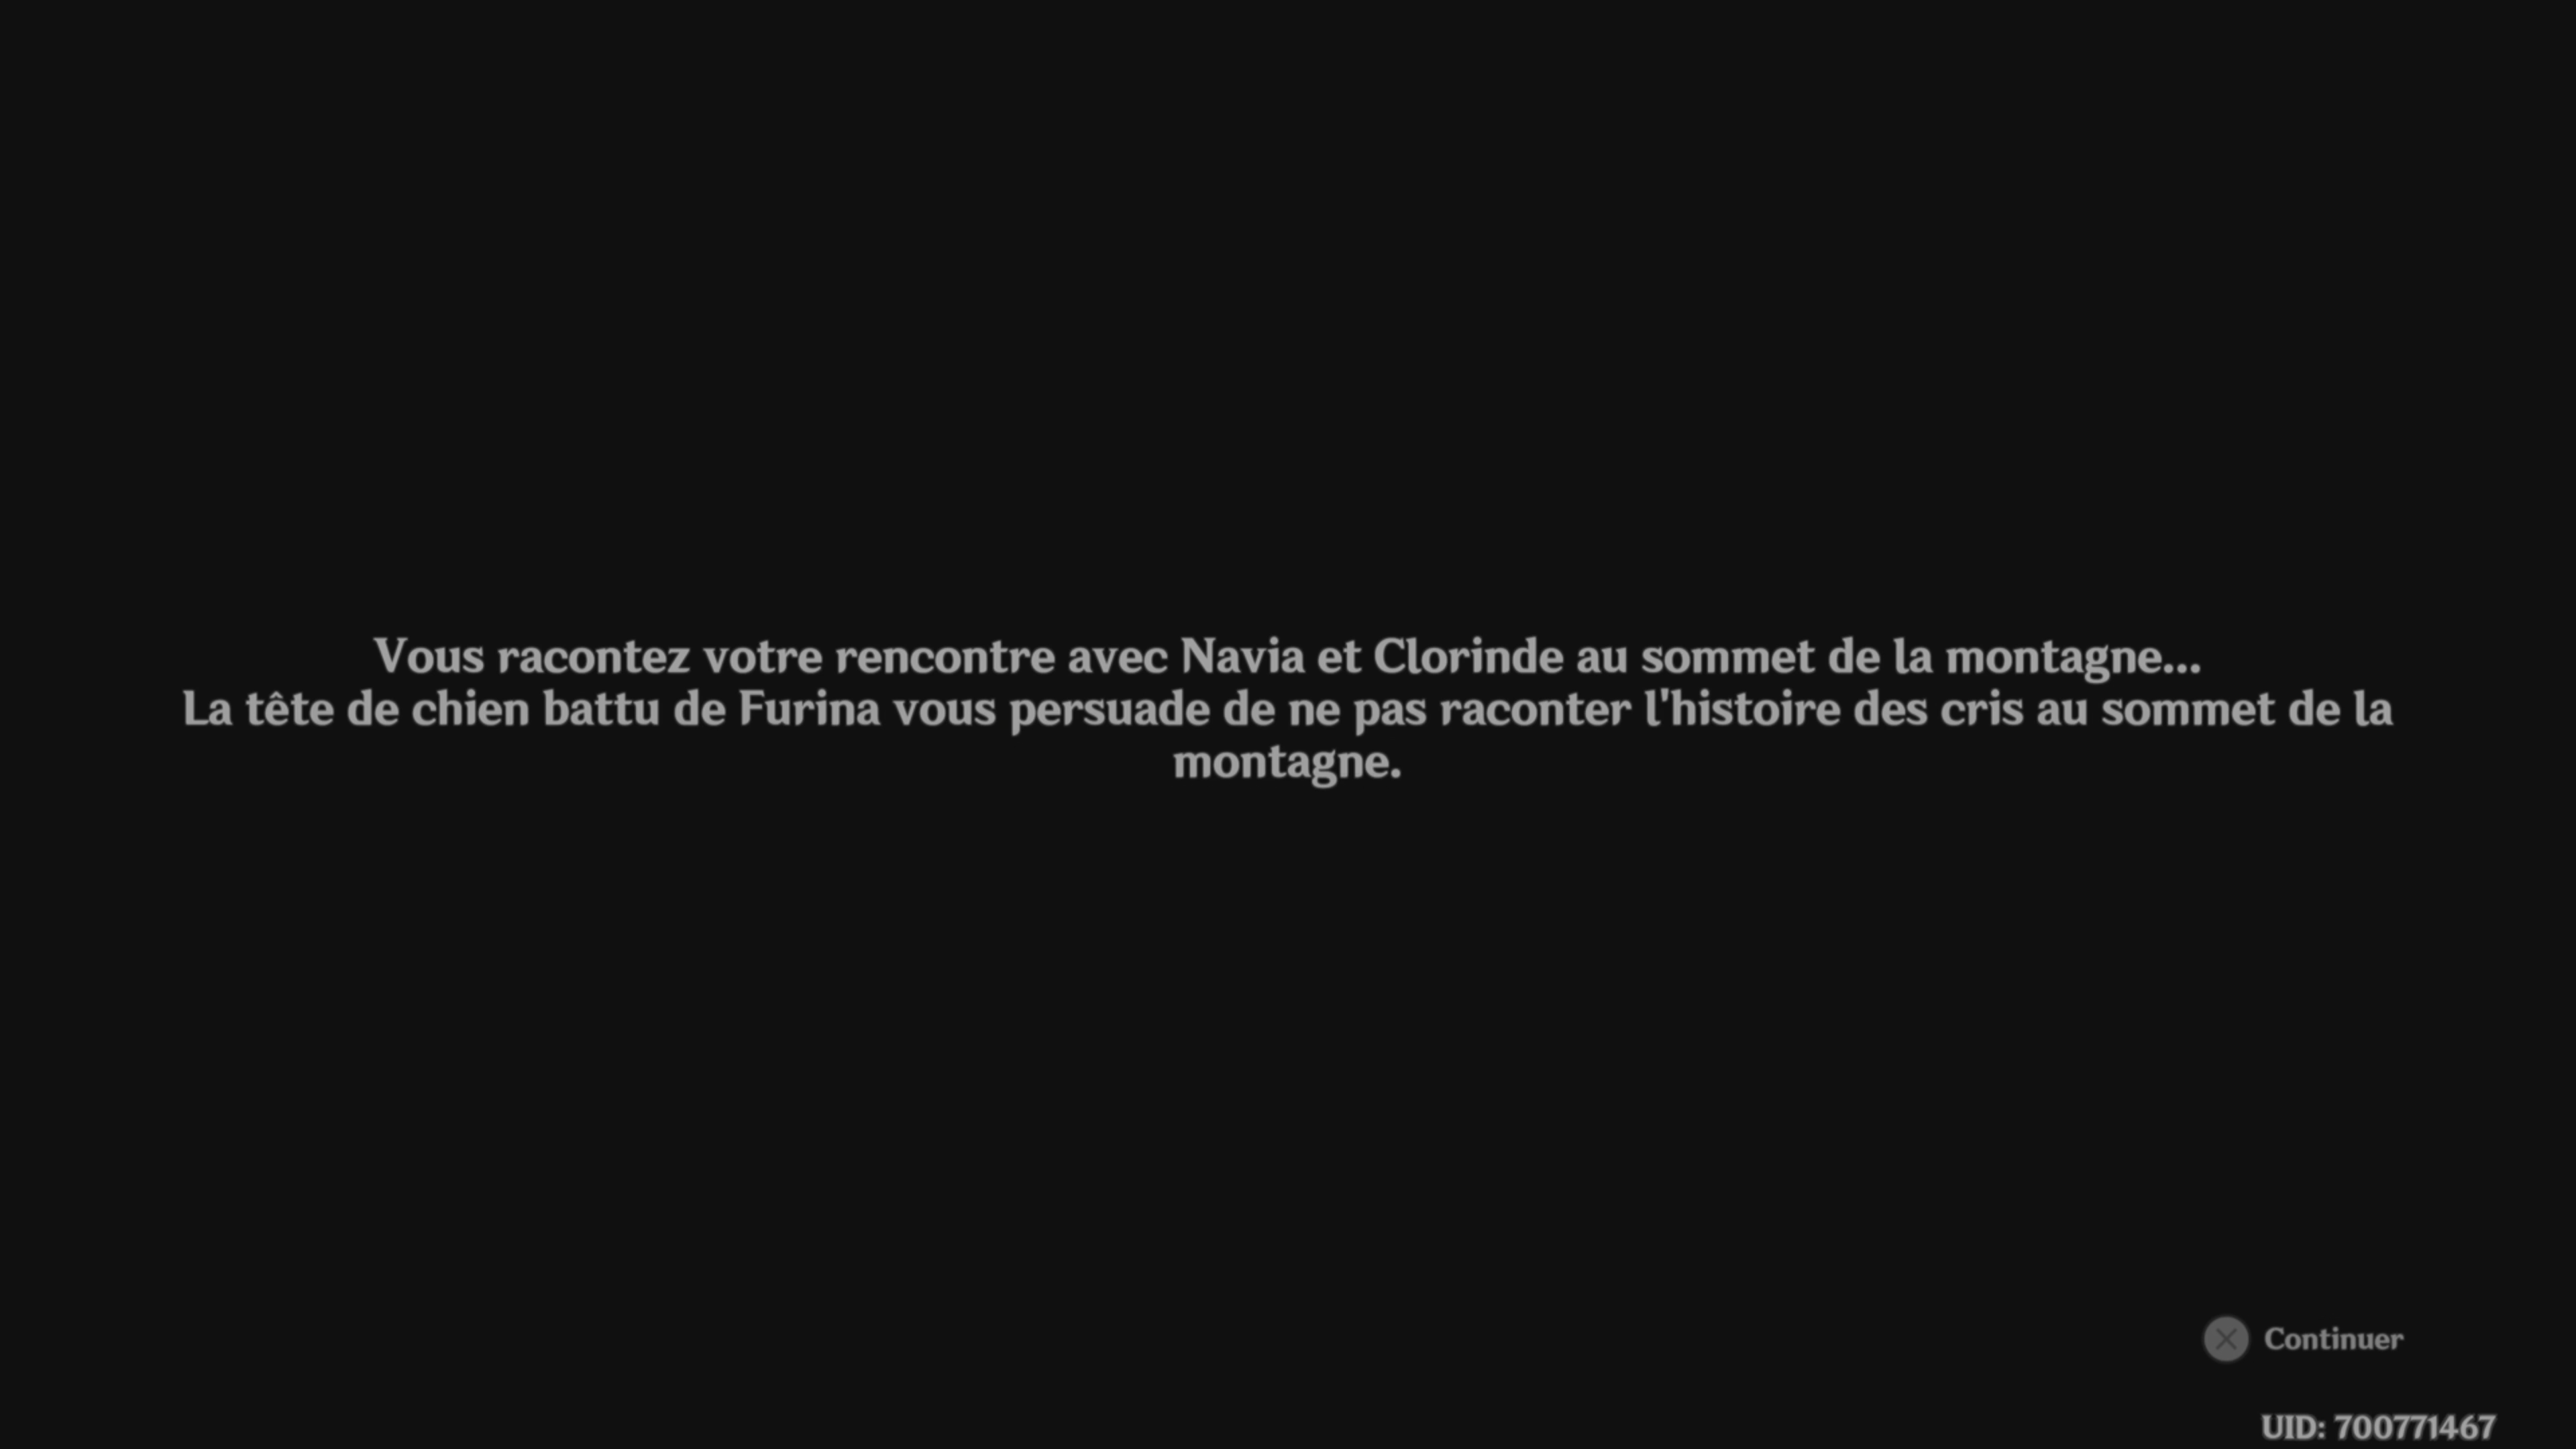 Vous racontez votre rencontre avec Navia et Clorinde au sommet de la montagne...
La tête de chien battu de Furina vous persuade de ne pas raconter l'histoire des cris au sommet de la
montagne.
Continuer
UID: 700771467